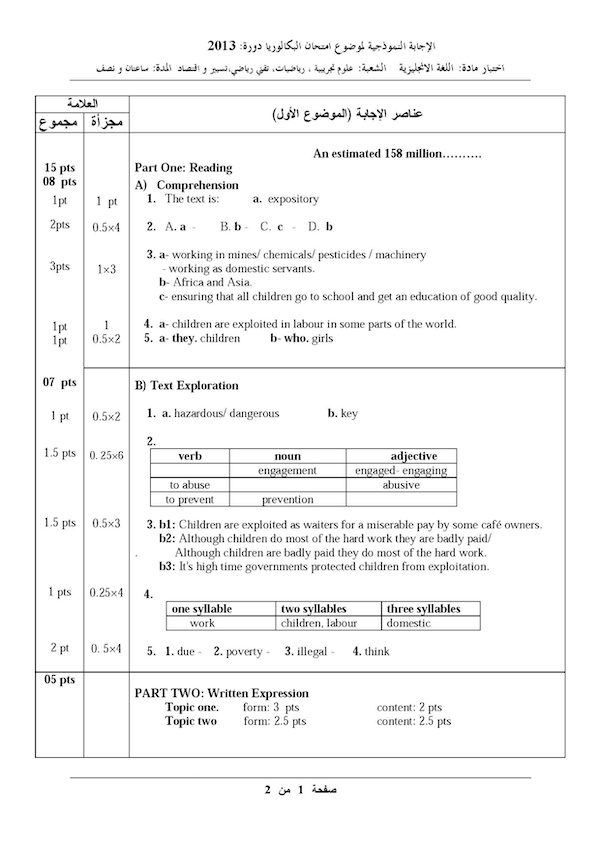 الإجابة النموذجية لموضوع امتحان البكالوريا دورة: 2013
اختبار مادة: اللغة الانجليزية الشعبة: علوم تجريبية ، رياضيات، تقني رياضي،تسيير و اقتصاد المدة: ساعتان و نصف
العلامة
عناصر الإجابة (الموضوع الأول)
مجموع مجزأة
An estimated 158 million……….
15 pts Part One: Reading
08 pts A) Comprehension
1pt 1 pt 1. The text is: a. expository
2pts 0.5×4 2. A. a - B. b - C. c - D. b
3. a- working in mines/ chemicals/ pesticides / machinery
3pts 1×3 - working as domestic servants.
b- Africa and Asia.
c- ensuring that all children go to school and get an education of good quality.
1pt 1 4. a- children are exploited in labour in some parts of the world.
1pt 0.5×2 5. a- they. children b- who. girls
07 pts B) Text Exploration
1 pt 0.5×2 1. a. hazardous/ dangerous b. key
2.
1.5 pts 0. 25×6 verb noun adjective
engagement engaged- engaging
to abuse abusive
to prevent prevention
1.5 pts 0.5×3 3. b1: Children are exploited as waiters for a miserable pay by some café owners.
b2: Although children do most of the hard work they are badly paid/
. Although children are badly paid they do most of the hard work.
b3: It's high time governments protected children from exploitation.
1 pts 0.25×4 4.
one syllable two syllables three syllables
work children, labour domestic
2 pt 0. 5×4 5. 1. due - 2. poverty - 3. illegal - 4. think
05 pts
PART TWO: Written Expression
Topic one. form: 3 pts content: 2 pts
Topic two form: 2.5 pts content: 2.5 pts
صفحة 1 من 2